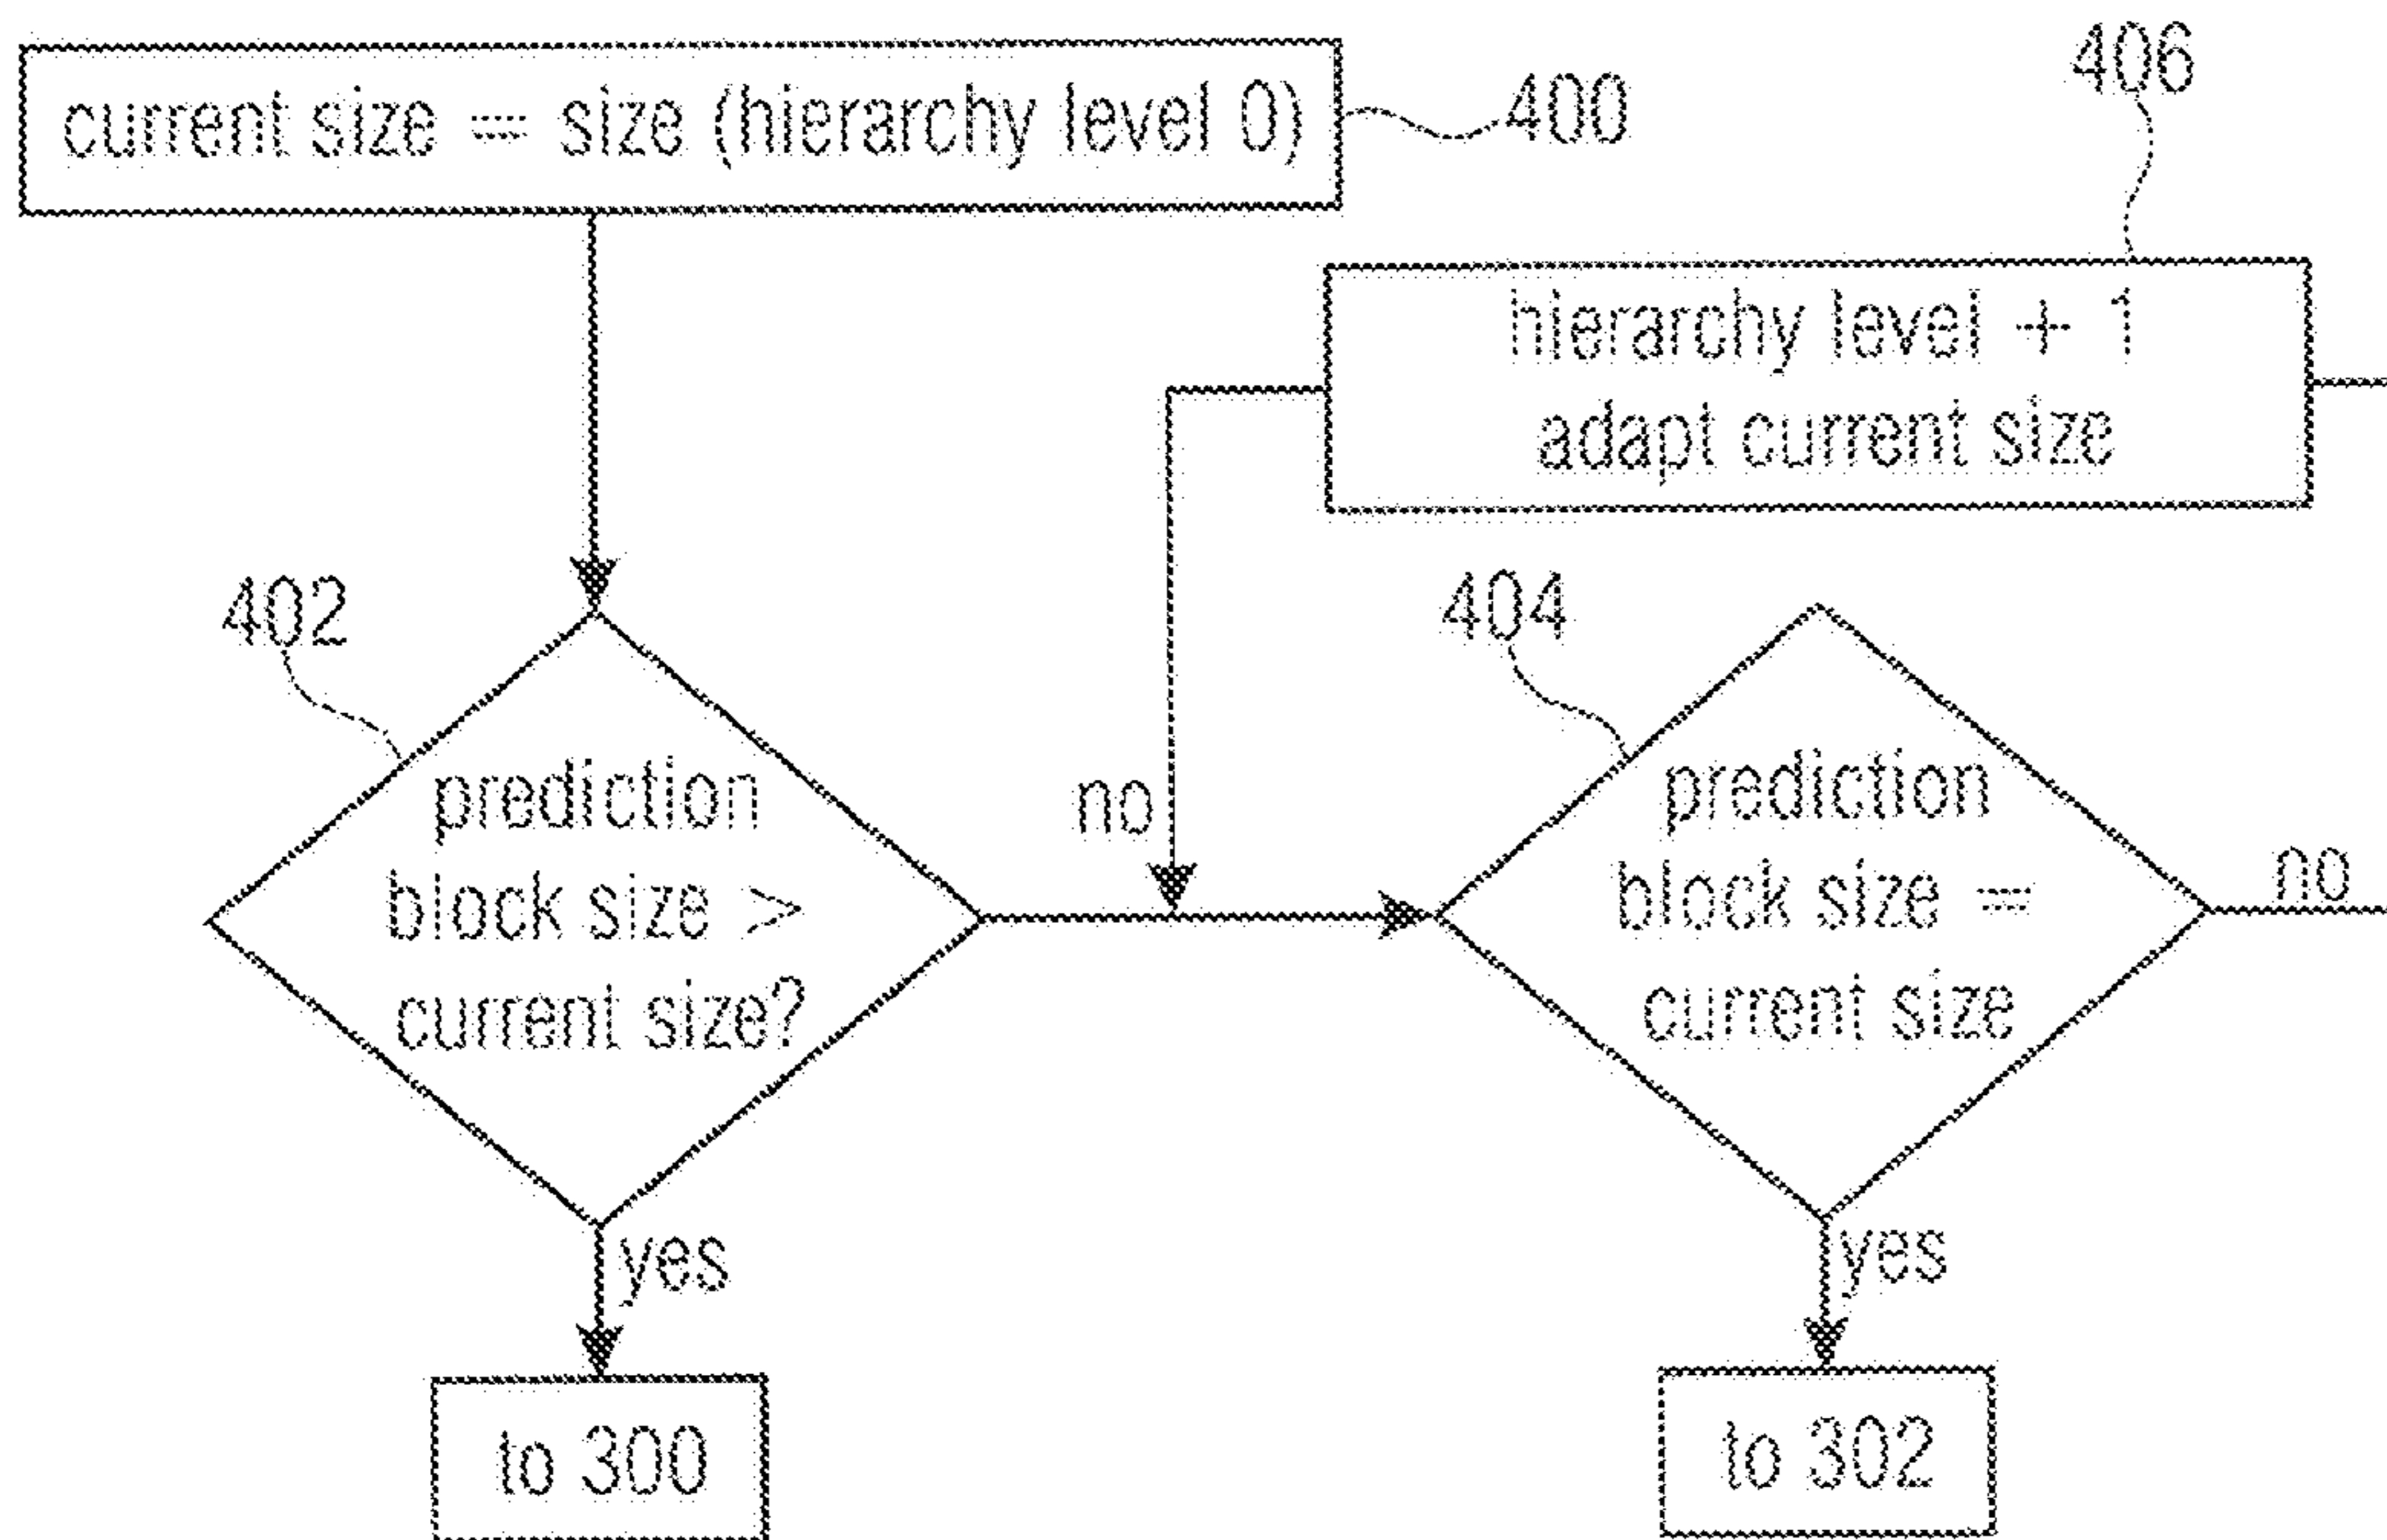 current size = size (hierarchy level 0)
400
406
hierarchy level + 1
adapt current size
402
prediction
block size >
current size?
no
404
prediction
block size =
current size
no
yes
yes
to 300
to 302